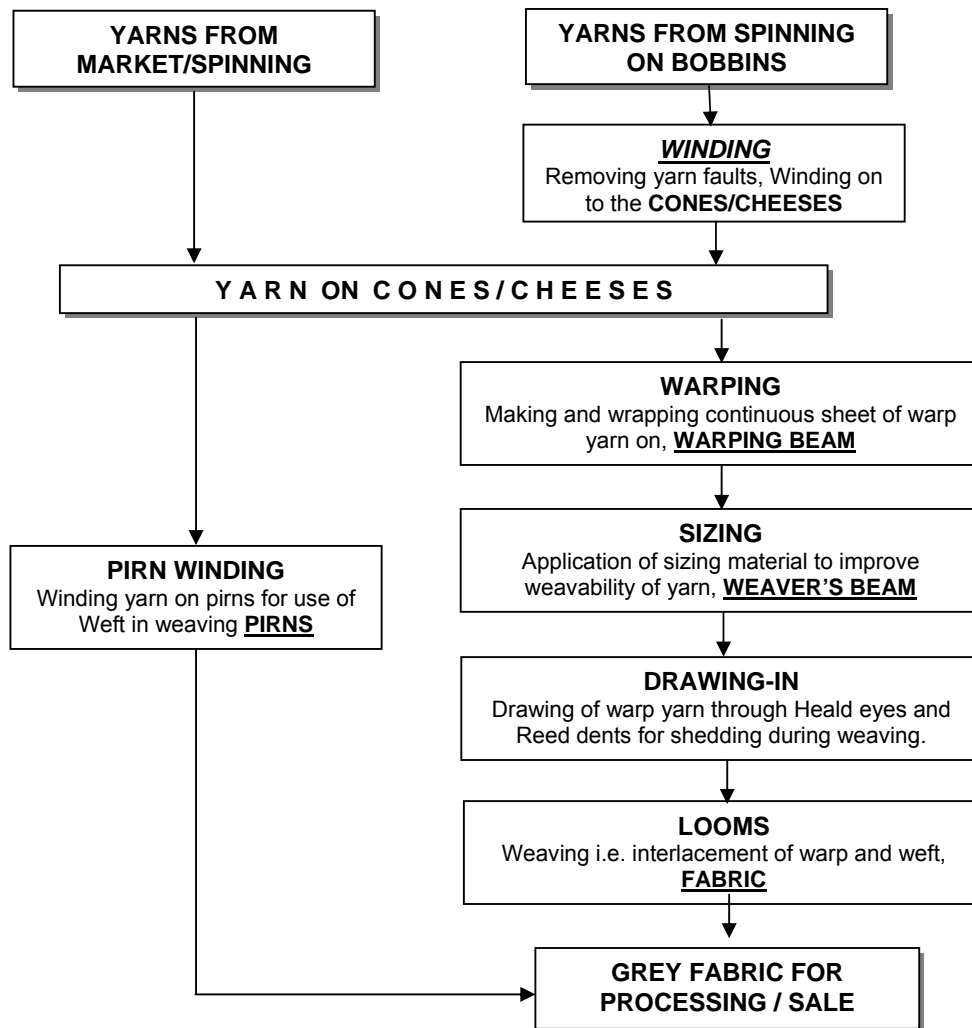 YARNS FROM
MARKET/SPINNING
YARNS FROM SPINNING
ON BOBBINS
WINDING
Removing yarn faults, Winding on
to the CONES/CHEESES
Y A R N ON C O N E S / C H E E S E S
WARPING
Making and wrapping continuous sheet of warp
yarn on, WARPING BEAM
SIZING
Application of sizing material to improve
weavability of yarn, WEAVER’S BEAM
PIRN WINDING
Winding yarn on pirns for use of
Weft in weaving PIRNS
DRAWING-IN
Drawing of warp yarn through Heald eyes and
Reed dents for shedding during weaving.
LOOMS
Weaving i.e. interlacement of warp and weft,
FABRIC
GREY FABRIC FOR
PROCESSING / SALE